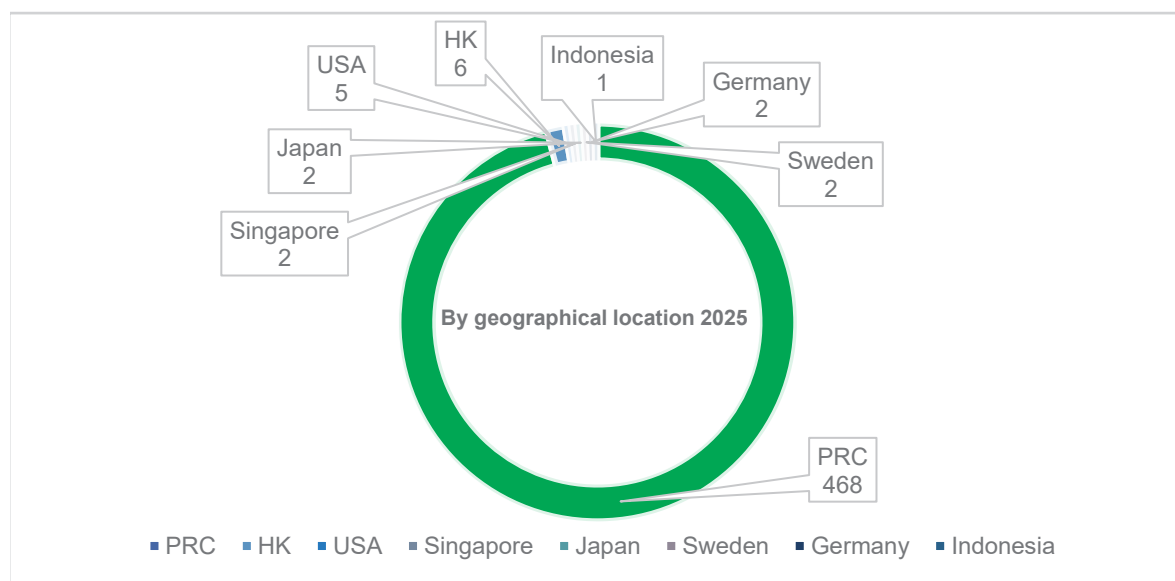 HK
6
Indonesia
1
USA
5
Germany
2
Japan
2
Sweden
2
Singapore
2
By geographical location 2025
PRC
468
PRC HK USA Singapore Japan Sweden Germany Indonesia